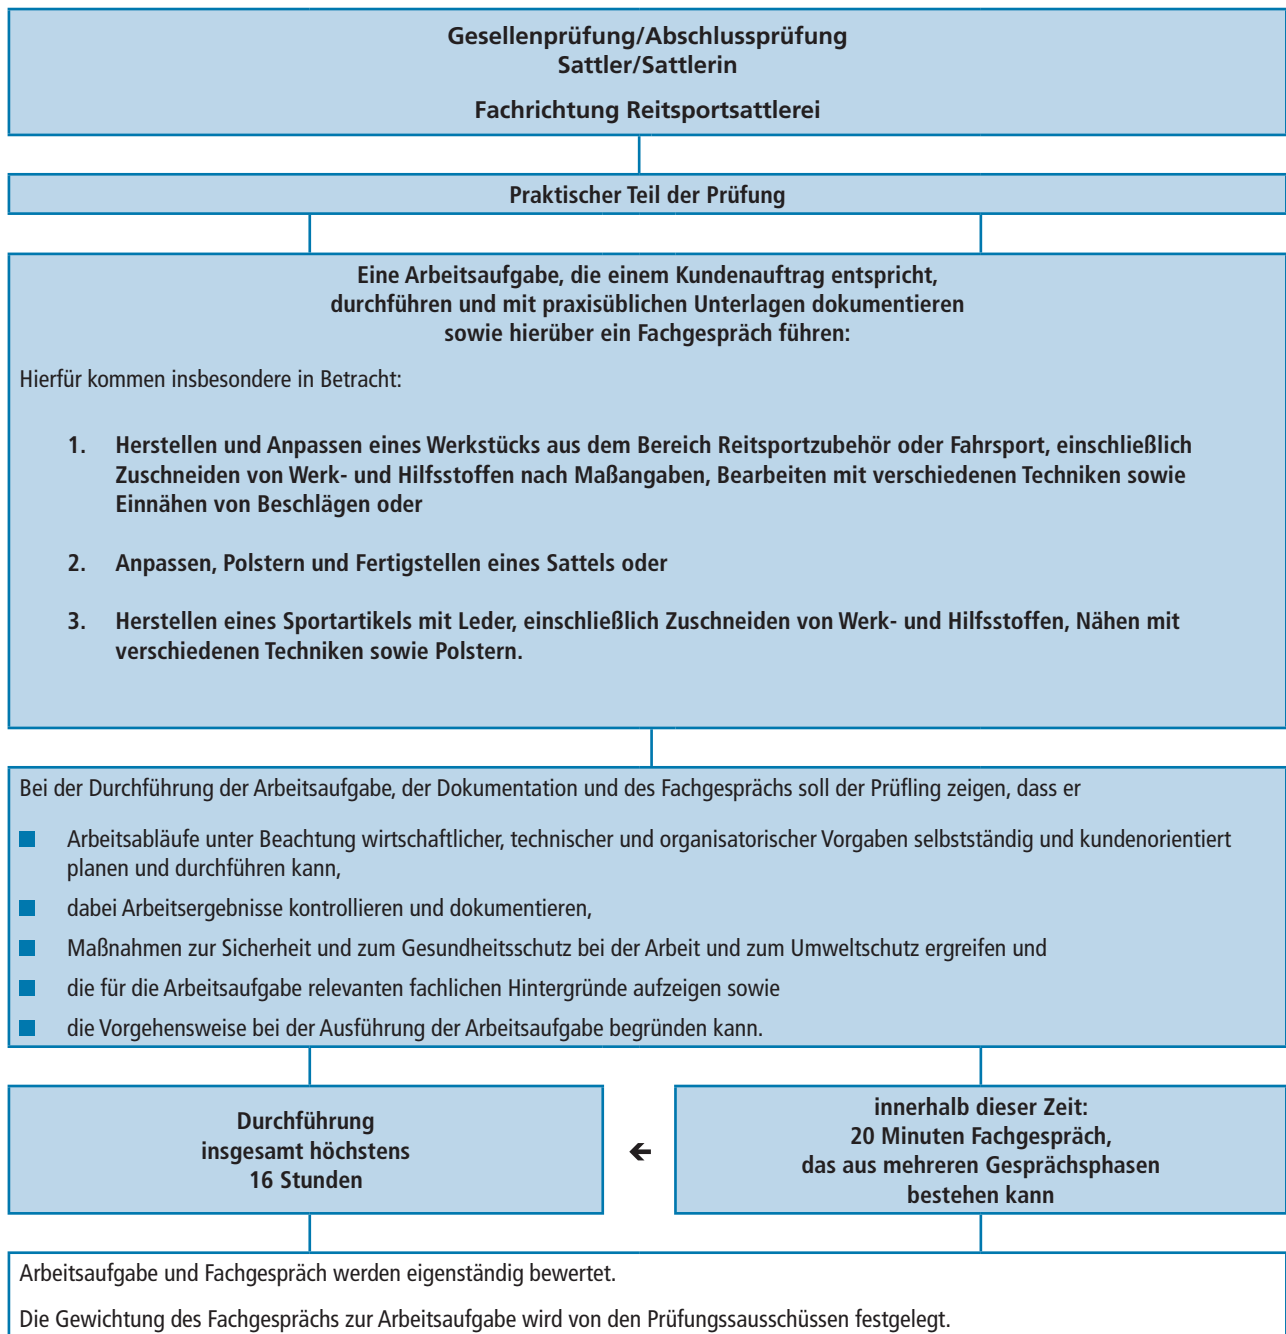 Gesellenprüfung/Abschlussprüfung
Sattler/Sattlerin
Fachrichtung Reitsportsattlerei
Praktischer Teil der Prüfung
Eine Arbeitsaufgabe, die einem Kundenauftrag entspricht,
durchführen und mit praxisüblichen Unterlagen dokumentieren
sowie hierüber ein Fachgespräch führen:
Hierfür kommen insbesondere in Betracht:
1. Herstellen und Anpassen eines Werkstücks aus dem Bereich Reitsportzubehör oder Fahrsport, einschließlich
Zuschneiden von Werk- und Hilfsstoffen nach Maßangaben, Bearbeiten mit verschiedenen Techniken sowie
Einnähen von Beschlägen oder
2. Anpassen, Polstern und Fertigstellen eines Sattels oder
3. Herstellen eines Sportartikels mit Leder, einschließlich Zuschneiden von Werk- und Hilfsstoffen, Nähen mit
verschiedenen Techniken sowie Polstern.
Bei der Durchführung der Arbeitsaufgabe, der Dokumentation und des Fachgesprächs soll der Prüfling zeigen, dass er
Arbeitsabläufe unter Beachtung wirtschaftlicher, technischer und organisatorischer Vorgaben selbstständig und kundenorientiert
planen und durchführen kann,
dabei Arbeitsergebnisse kontrollieren und dokumentieren,
Maßnahmen zur Sicherheit und zum Gesundheitsschutz bei der Arbeit und zum Umweltschutz ergreifen und
die für die Arbeitsaufgabe relevanten fachlichen Hintergründe aufzeigen sowie
die Vorgehensweise bei der Ausführung der Arbeitsaufgabe begründen kann.
Durchführung
insgesamt höchstens
16 Stunden
innerhalb dieser Zeit:
20 Minuten Fachgespräch,
das aus mehreren Gesprächsphasen
bestehen kann
Arbeitsaufgabe und Fachgespräch werden eigenständig bewertet.
Die Gewichtung des Fachgesprächs zur Arbeitsaufgabe wird von den Prüfungssausschüssen festgelegt.